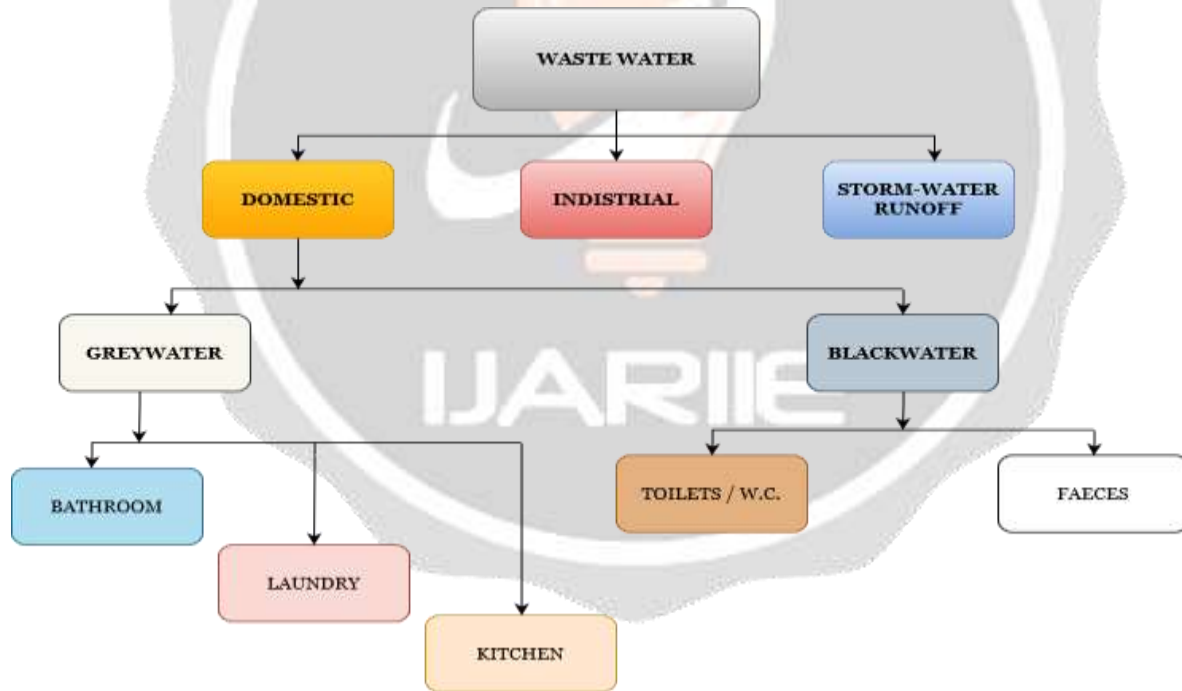 WASTE WATER
DOMESTIC
INDISTRIAL
STORM-WATER
RUNOFF
GREYWATER
BLACKWATER
IJARIIE
BATHROOM
TOILETS / W.C.
FAECES
LAUNDRY
KITCHEN